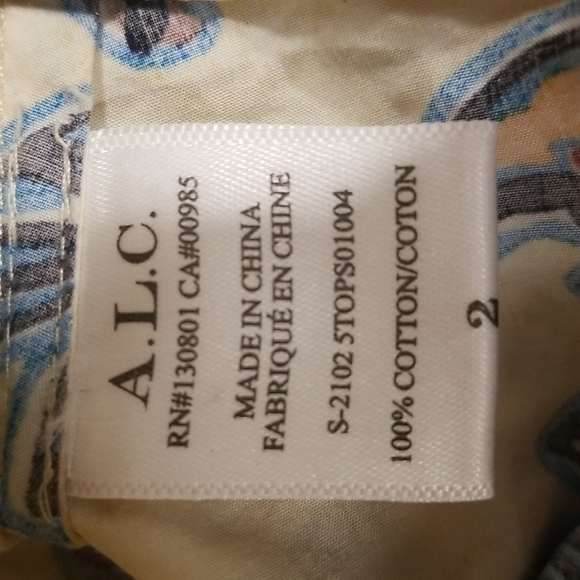 A.L.C.
RN#130801 CA#00985
MADE IN CHINA
FABRIQUÉ EN CHINE
S-2102 5TOPS01004
100% COTTON/COTON
2